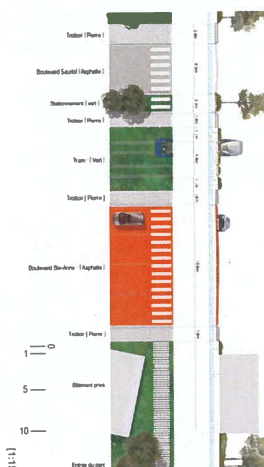 Trottoir | Pierre |
Boulevard Sauriol | Asphalte |
Stationnement | vert |
Trottoir | Pierre |
Tram | Vert |
Trottoir | Pierre |
Boulevard Ste-Anne | Asphalte |
Trottoir | Pierre |
0
1
Bâtiment privé
5
10
Entrée du parc